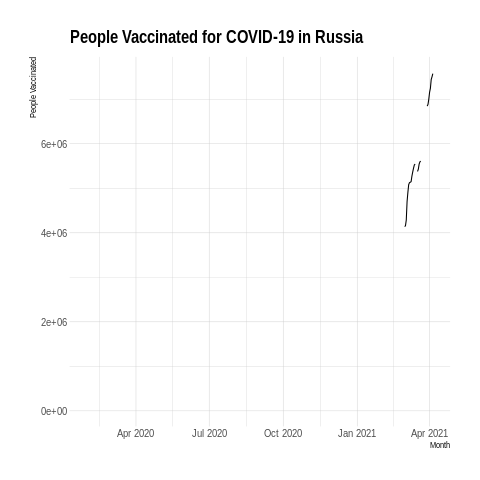 People Vaccinated for COVID-19 in Russia
People Vaccinated
6e+06
4e+06
2e+06
0e+00
Apr 2020 Jul 2020 Oct 2020 Jan 2021 Apr 2021
Month